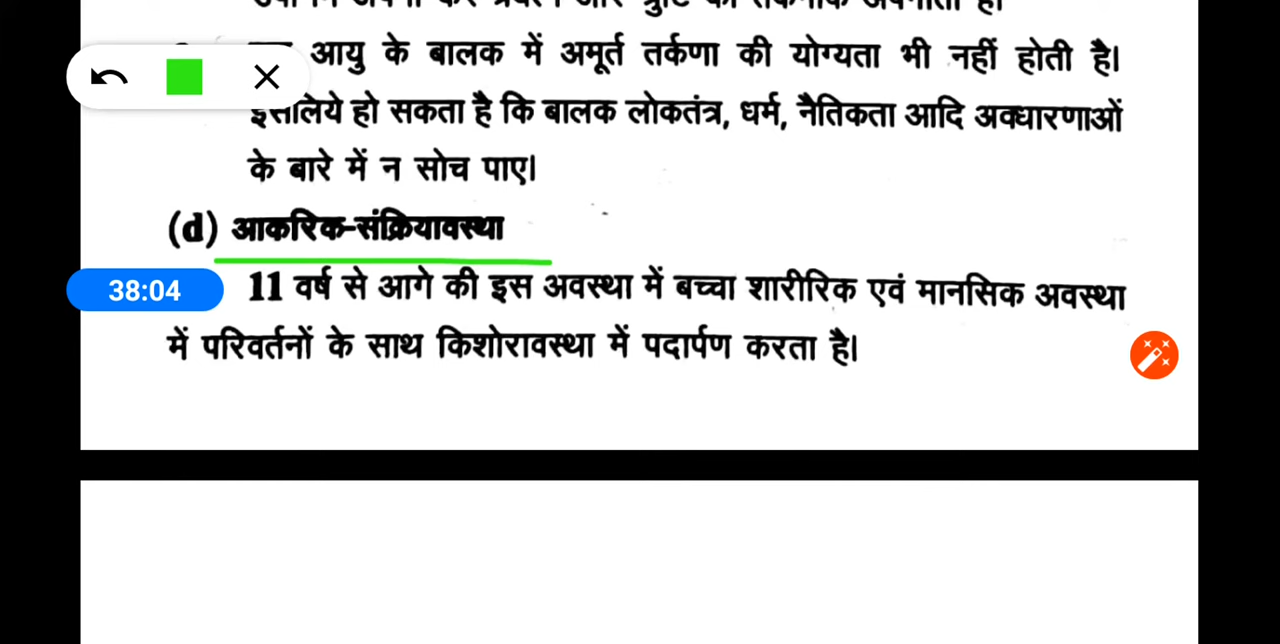 आयु के बालक में अमूर्त तर्कणा की योग्यता भी नहीं होती है।
इसलिये हो सकता है कि बालक लोकतंत्र, धर्म, नैतिकता आदि अवधारणाओं
के बारे में न सोच पाए।
(d) आकरिक-संक्रियावस्था
38:04
11 वर्ष से आगे की इस अवस्था में बच्चा शारीरिक एवं मानसिक अवस्था
में परिवर्तनों के साथ किशोरावस्था में पदार्पण करता है।